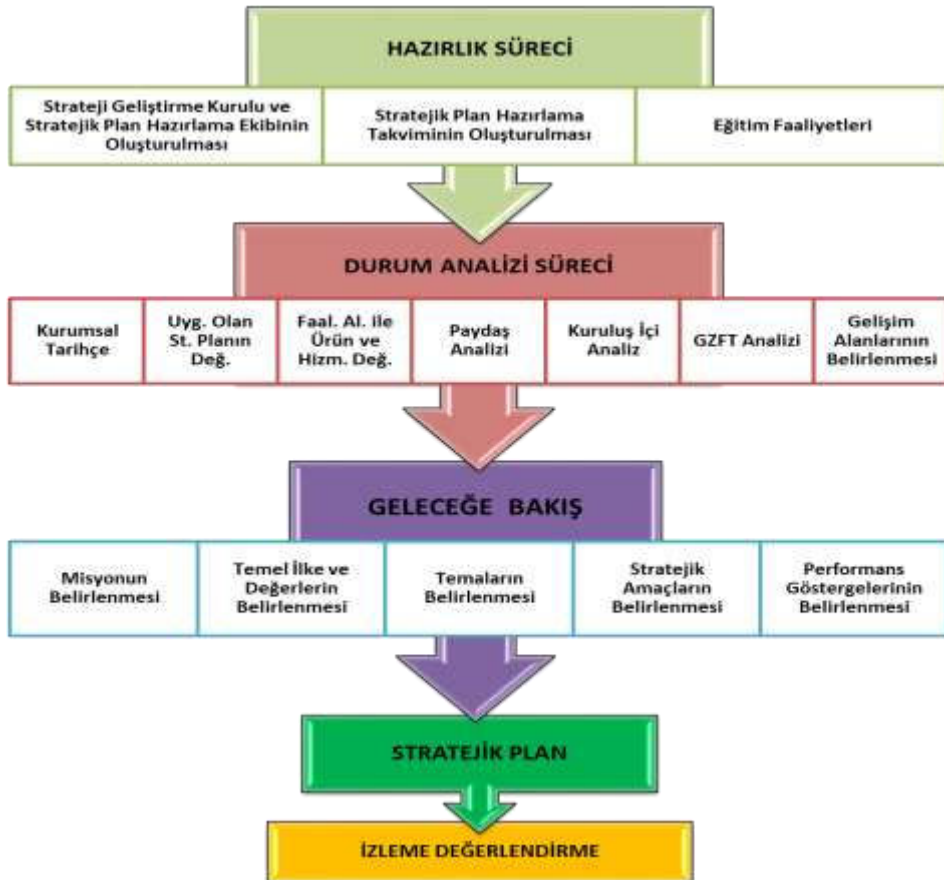 HAZIRLIK SÜRECİ
Strateji Geliştirme Kurulu ve
Stratejik Plan Hazırlama Ekibinin
Oluşturulması
Stratejik Plan Hazırlama
Takviminin Oluşturulması
Eğitim Faaliyetleri
DURUM ANALİZİ SÜRECİ
Kurumsal
Tarihçe
Uyg. Olan
St. Planın
Değ.
Faal. Al. ile
Ürün ve
Hizm. Değ.
Paydaş
Analizi
Kuruluş İçi
Analiz
GZFT Analizi
Gelişim
Alanlarının
Belirlenmesi
GELECEĞE BAKIŞ
Misyonun
Belirlenmesi
Temel İlke ve
Değerlerin
Belirlenmesi
Temaların
Belirlenmesi
Stratejik
Amaçların
Belirlenmesi
Performans
Göstergelerinin
Belirlenmesi
STRATEJİK PLAN
İZLEME DEĞERLENDİRME